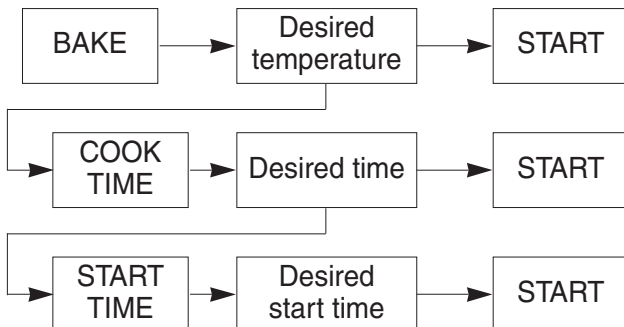 BAKE
Desired
temperature
START
COOK
TIME
Desired time
START
START
TIME
Desired
start time
START